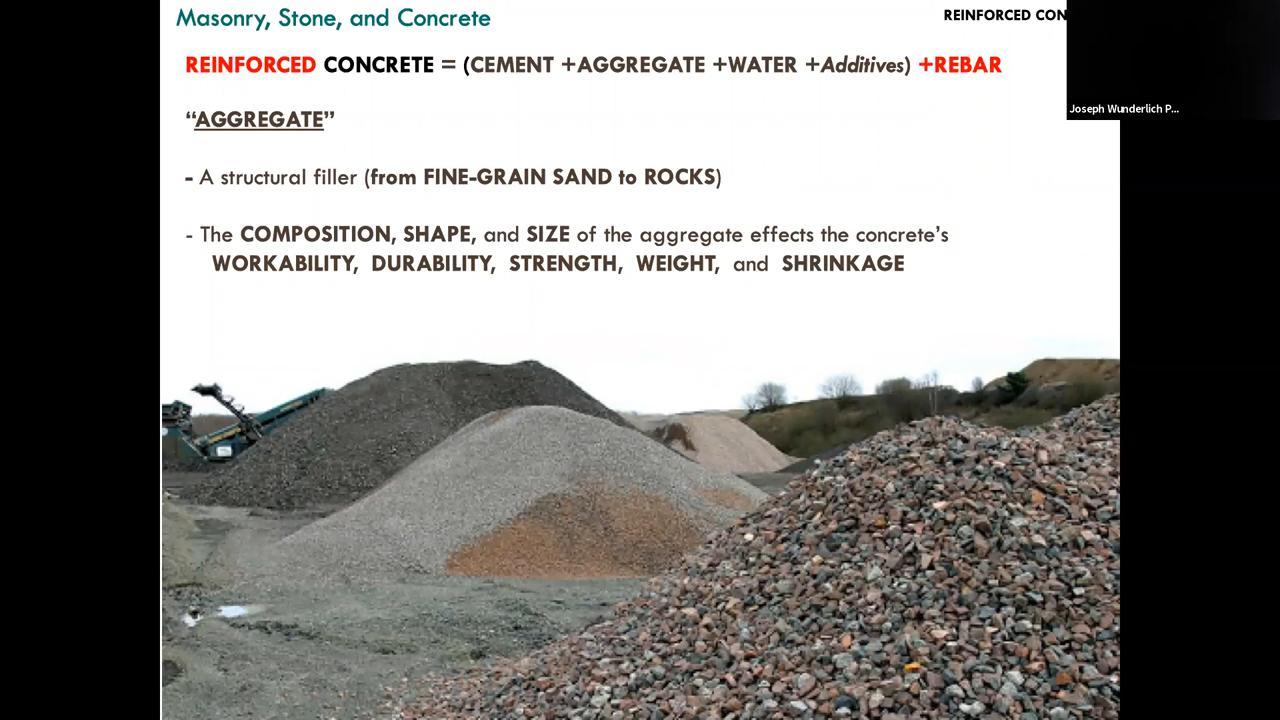 Masonry, Stone, and Concrete
REINFORCED CON
REINFORCED CONCRETE = (CEMENT +AGGREGATE +WATER +Additives) +REBAR
Joseph Wunderlich P...
“AGGREGATE”
- A structural filler (from FINE-GRAIN SAND to ROCKS)
- The COMPOSITION, SHAPE, and SIZE of the aggregate effects the concrete’s
WORKABILITY, DURABILITY, STRENGTH, WEIGHT, and SHRINKAGE